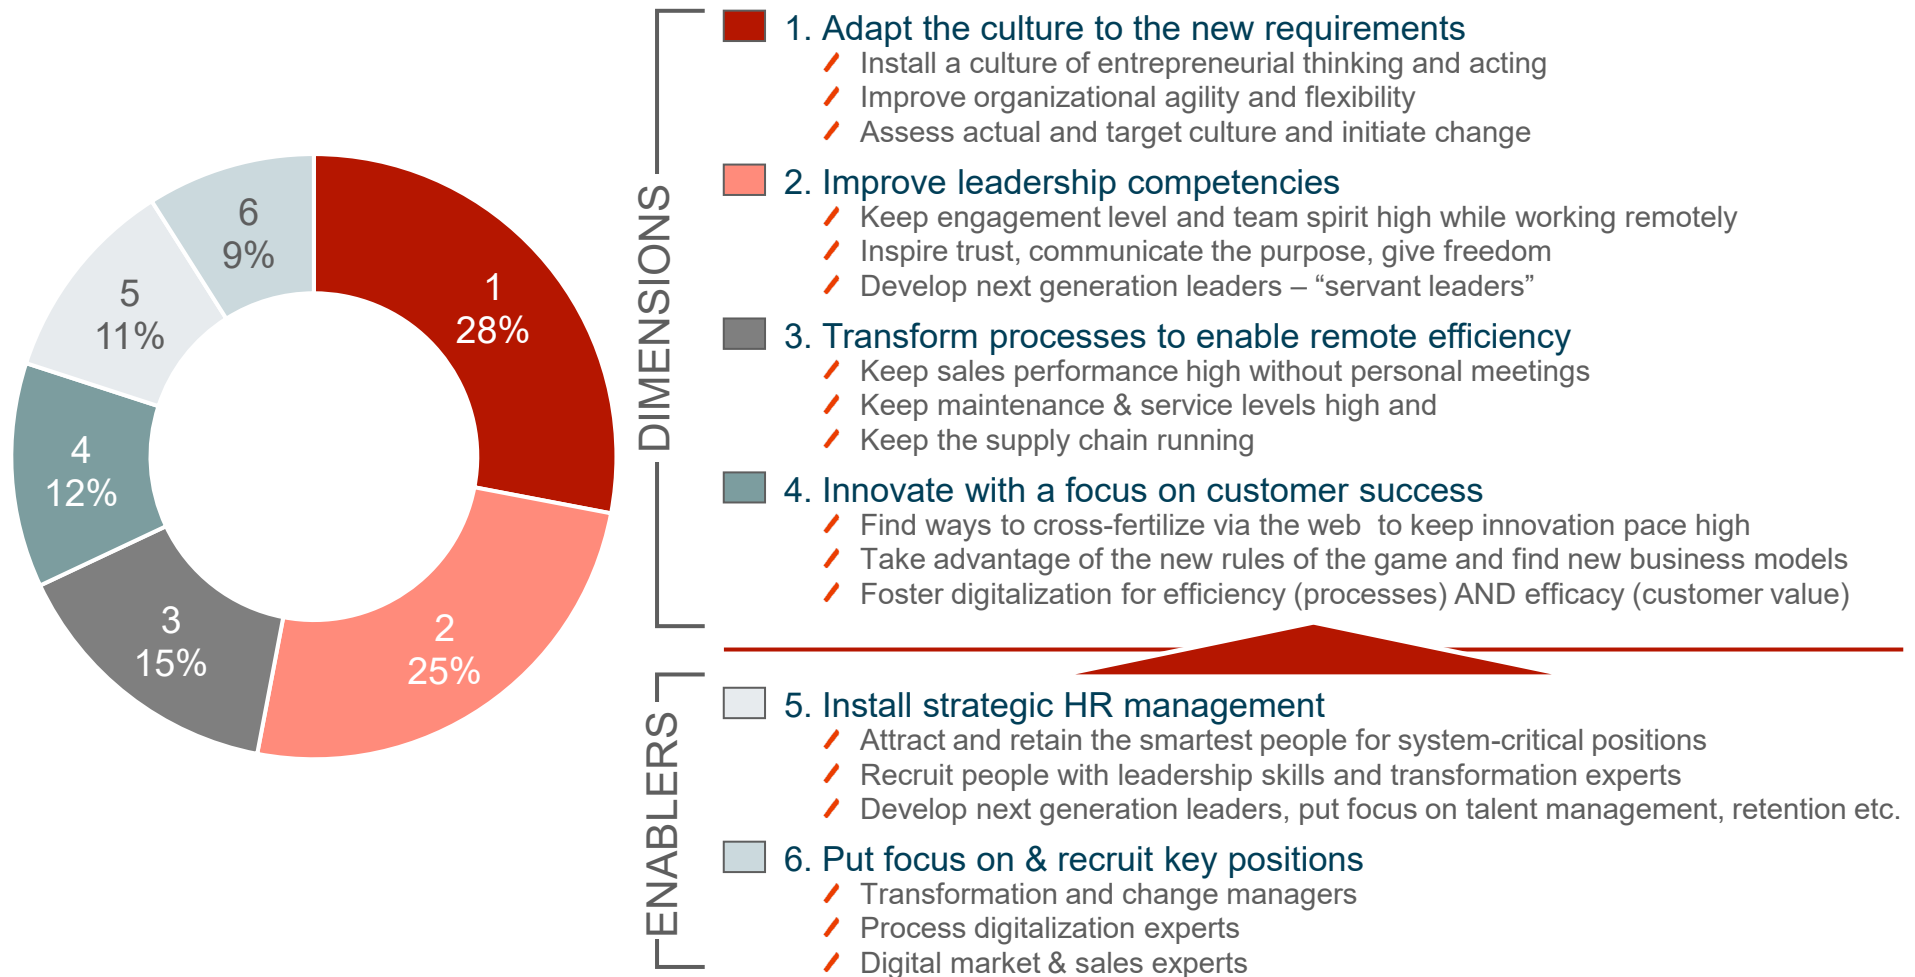 1
28%
2
25%
3
15%
4
12%
5
11%
6
9%
DIMENSIONS
1. Adapt the culture to the new requirements
Install a culture of entrepreneurial thinking and acting
Improve organizational agility and flexibility
Assess actual and target culture and initiate change
2. Improve leadership competencies
Keep engagement level and team spirit high while working remotely
Inspire trust, communicate the purpose, give freedom
Develop next generation leaders – “servant leaders”
3. Transform processes to enable remote efficiency
Keep sales performance high without personal meetings
Keep maintenance & service levels high and
Keep the supply chain running
4. Innovate with a focus on customer success
Find ways to cross-fertilize via the web  to keep innovation pace high
Take advantage of the new rules of the game and find new business models
Foster digitalization for efficiency (processes) AND efficacy (customer value)
ENABLERS
5. Install strategic HR management
Attract and retain the smartest people for system-critical positions
Recruit people with leadership skills and transformation experts
Develop next generation leaders, put focus on talent management, retention etc.
6. Put focus on & recruit key positions
Transformation and change managers
Process digitalization experts
Digital market & sales experts